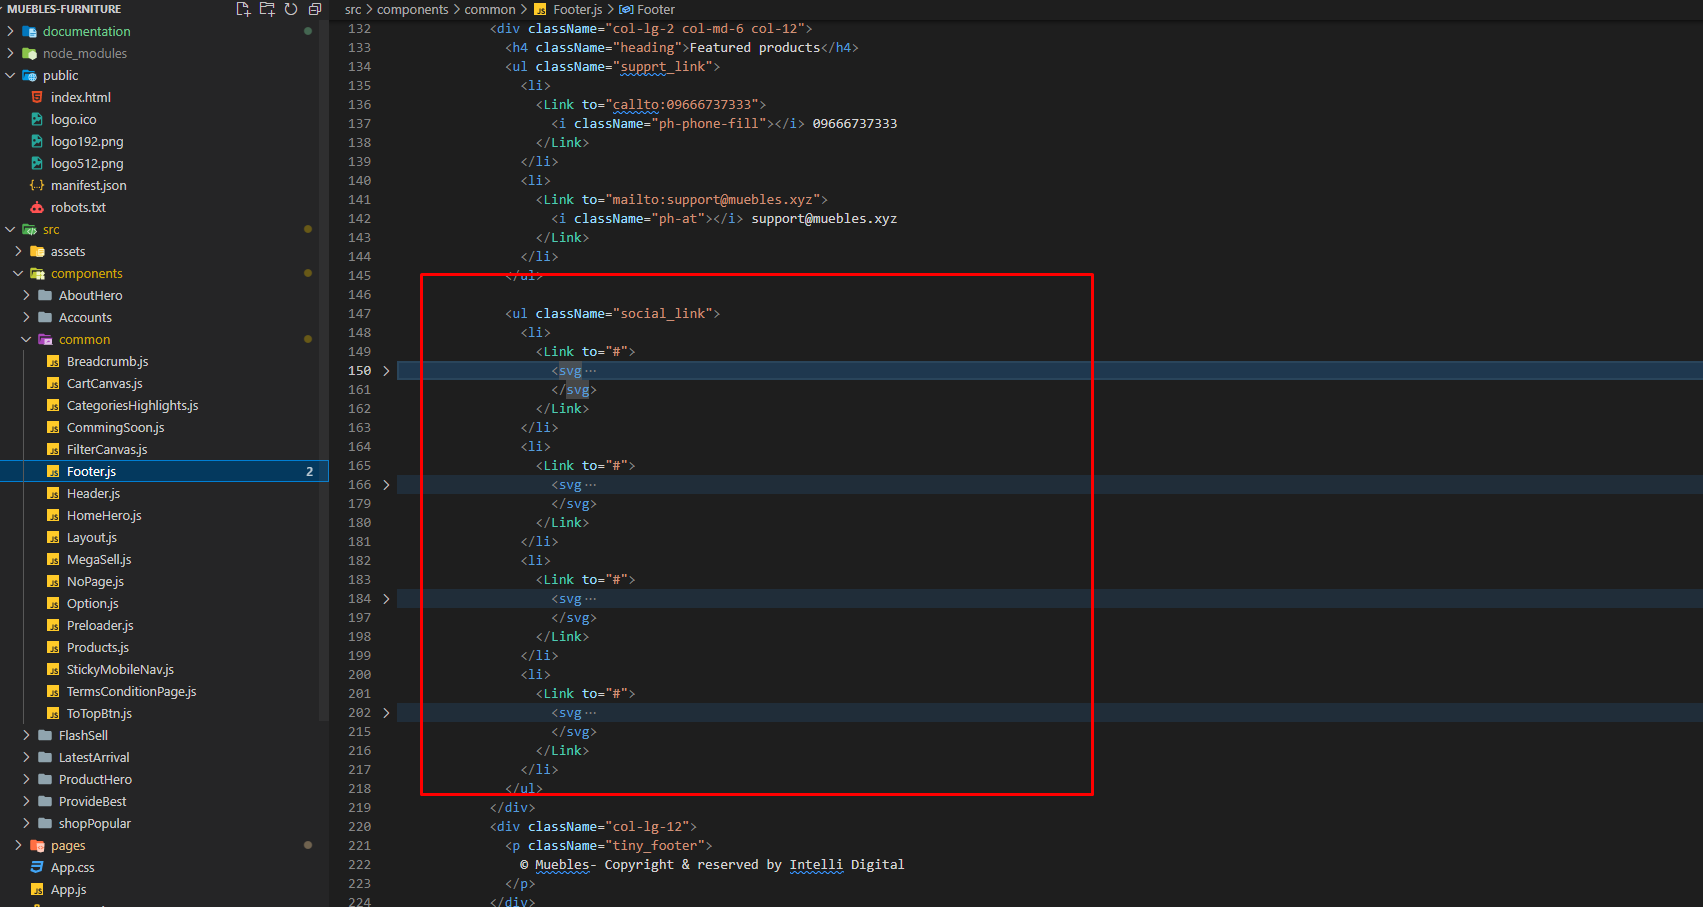 MUEBLES-FURNITURE
documentation
node_modules
public
index.html
logo.ico
logo192.png
logo512.png
manifest.json
robots.txt
src
assets
components
AboutHero
Accounts
common
Breadcrumb.js
CartCanvas.js
CategoriesHighlights.js
CommingSoon.js
FilterCanvas.js
Footer.js 2
Header.js
HomeHero.js
Layout.js
MegaSell.js
NoPage.js
Option.js
Preloader.js
Products.js
StickyMobileNav.js
TermsConditionPage.js
ToTopBtn.js
FlashSell
LatestArrival
ProductHero
ProvideBest
shopPopular
pages
App.css
App.js
src > components > common > Footer.js > Footer
132 <div className="col-lg-2 col-md-6 col-12">
133 <h4 className="heading">Featured products</h4>
134 <ul className="supprt_link">
135 <li>
136 <Link to="callto:09666737333">
137 <i className="ph-phone-fill"></i> 09666737333
138 </Link>
139 </li>
140 <li>
141 <Link to="mailto:support@muebles.xyz">
142 <i className="ph-at"></i> support@muebles.xyz
143 </Link>
144 </li>
145 </ul>
146
147 <ul className="social_link">
148 <li>
149 <Link to="#">
150 <svg ···
161 </svg>
162 </Link>
163 </li>
164 <li>
165 <Link to="#">
166 <svg ···
179 </svg>
180 </Link>
181 </li>
182 <li>
183 <Link to="#">
184 <svg ···
197 </svg>
198 </Link>
199 </li>
200 <li>
201 <Link to="#">
202 <svg ···
215 </svg>
216 </Link>
217 </li>
218 </ul>
219 </div>
220 <div className="col-lg-12">
221 <p className="tiny_footer">
222 © Muebles- Copyright & reserved by Intelli Digital
223 </p>
224 </div>